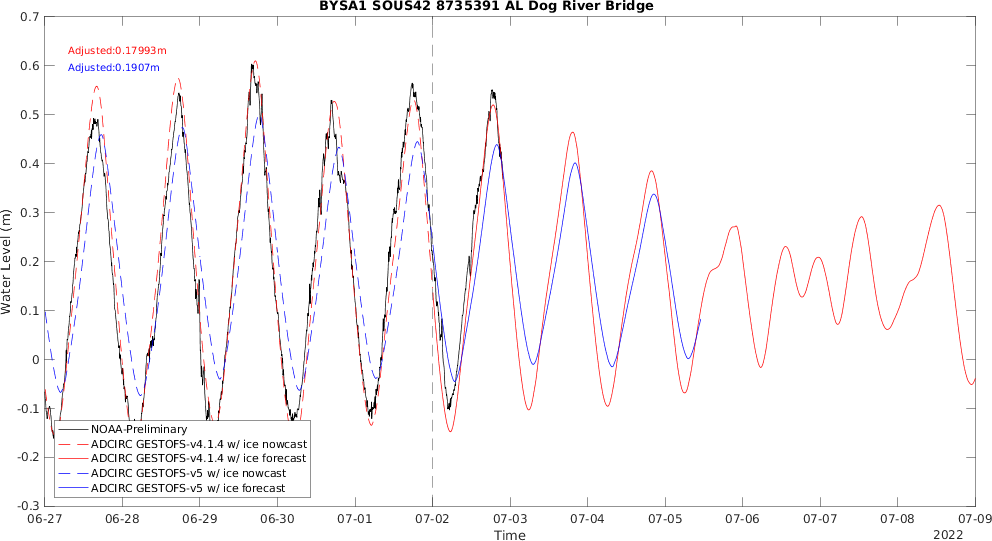 BYSA1 SOUS42 8735391 AL Dog River Bridge
Adjusted:0.17993m
Adjusted:0.1907m
0.7
0.6
0.5
0.4
0.3
0.2
0.1
0
-0.1
-0.2
-0.3
Water Level (m)
NOAA-Preliminary
ADCIRC GESTOFS-v4.1.4 w/ ice nowcast
ADCIRC GESTOFS-v4.1.4 w/ ice forecast
ADCIRC GESTOFS-v5 w/ ice nowcast
ADCIRC GESTOFS-v5 w/ ice forecast
06-27 06-28 06-29 06-30 07-01 07-02 07-03 07-04 07-05 07-06 07-07 07-08 07-09
Time
2022